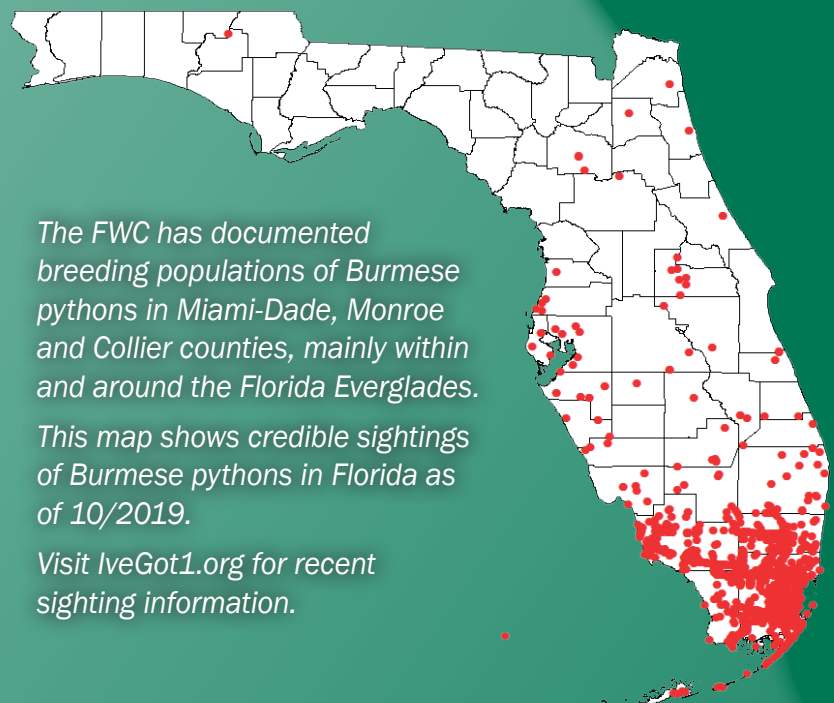 The FWC has documented
breeding populations of Burmese
pythons in Miami-Dade, Monroe
and Collier counties, mainly within
and around the Florida Everglades.
This map shows credible sightings
of Burmese pythons in Florida as
of 10/2019.
Visit IveGot1.org for recent
sighting information.